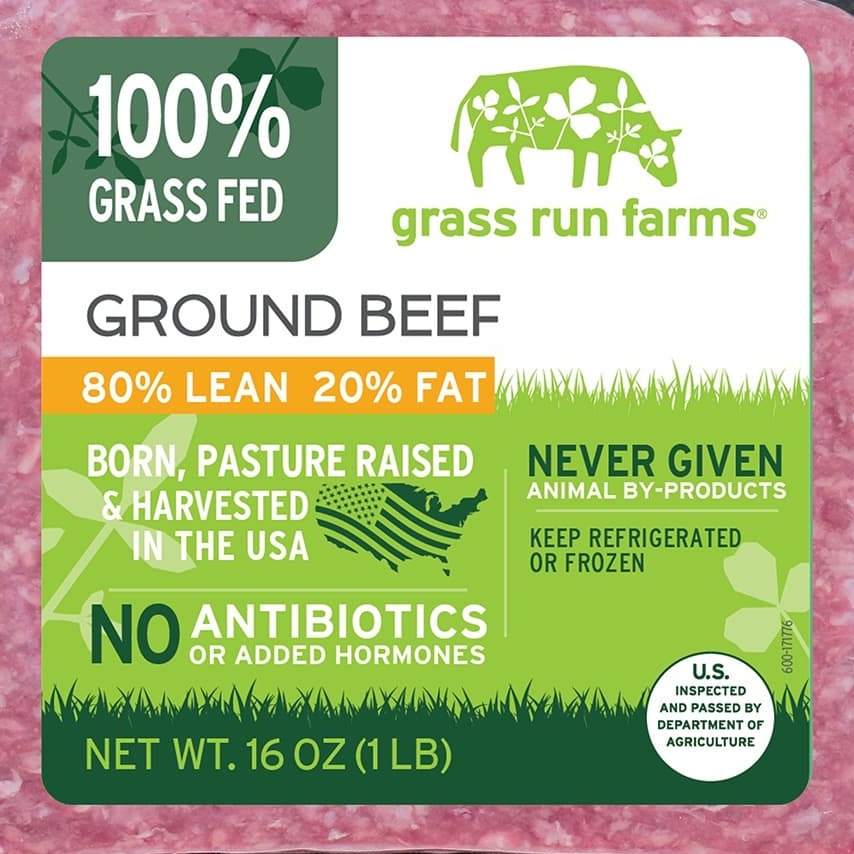 100%
GRASS FED
grass run farms®
GROUND BEEF
80% LEAN 20% FAT
BORN, PASTURE RAISED
& HARVESTED
IN THE USA
NO ANTIBIOTICS
OR ADDED HORMONES
NEVER GIVEN
ANIMAL BY-PRODUCTS
KEEP REFRIGERATED
OR FROZEN
600-171776
U.S.
INSPECTED
AND PASSED BY
DEPARTMENT OF
AGRICULTURE
NET WT. 16 OZ (1 LB)